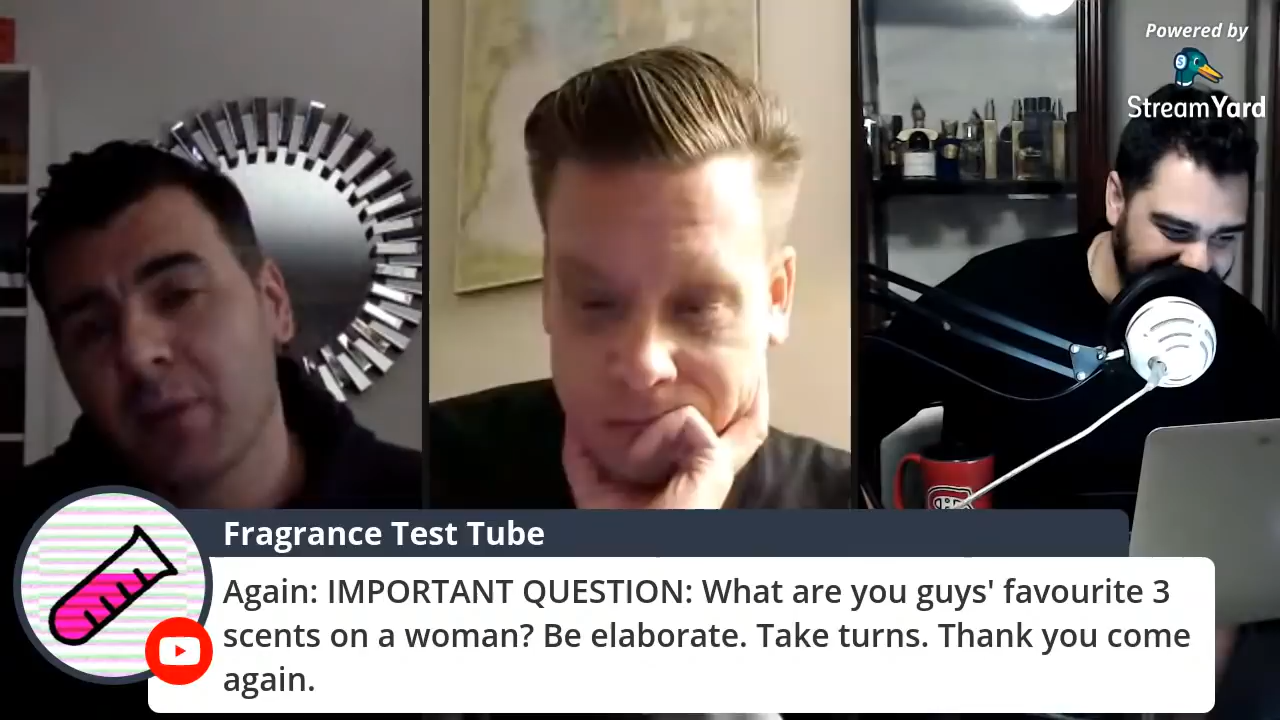 Powered by
StreamYard
Fragrance Test Tube
Again: IMPORTANT QUESTION: What are you guys' favourite 3
scents on a woman? Be elaborate. Take turns. Thank you come
again.